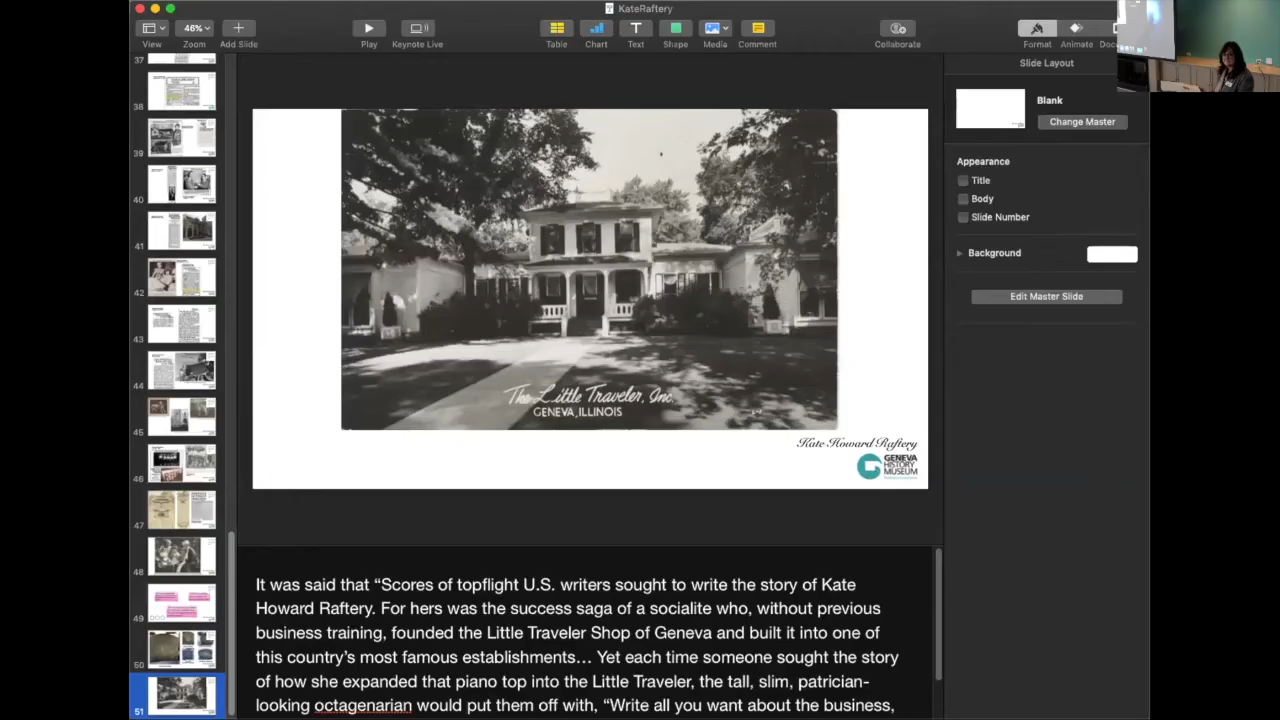 KateRaftery
View
46%
Zoom
Add Slide
Play
Keynote Live
Table
Chart
Text
Shape
Media
Comment
Collaborate
Format
Animate
Slide Layout
Blank
Change Master
Appearance
Title
Body
Slide Number
Background
Edit Master Slide
37
38
39
40
41
42
43
44
45
46
47
48
49
50
51
The Little Traveler, Inc.
GENEVA, ILLINOIS
Kate Howard Raftery
GENEVA
HISTORY
MUSEUM
It was said that “Scores of topflight U.S. writers sought to write the story of Kate
Howard Raftery. For hers was the success saga of a socialite who, without previous
business training, founded the Little Traveler Shop of Geneva and built it into one of
this country’s most famous establishments… Yet each time someone sought the story
of how she expanded that piano top into the Little Traveler, the tall, slim, patrician-
looking octagenarian would put them off with, “Write all you want about the business,